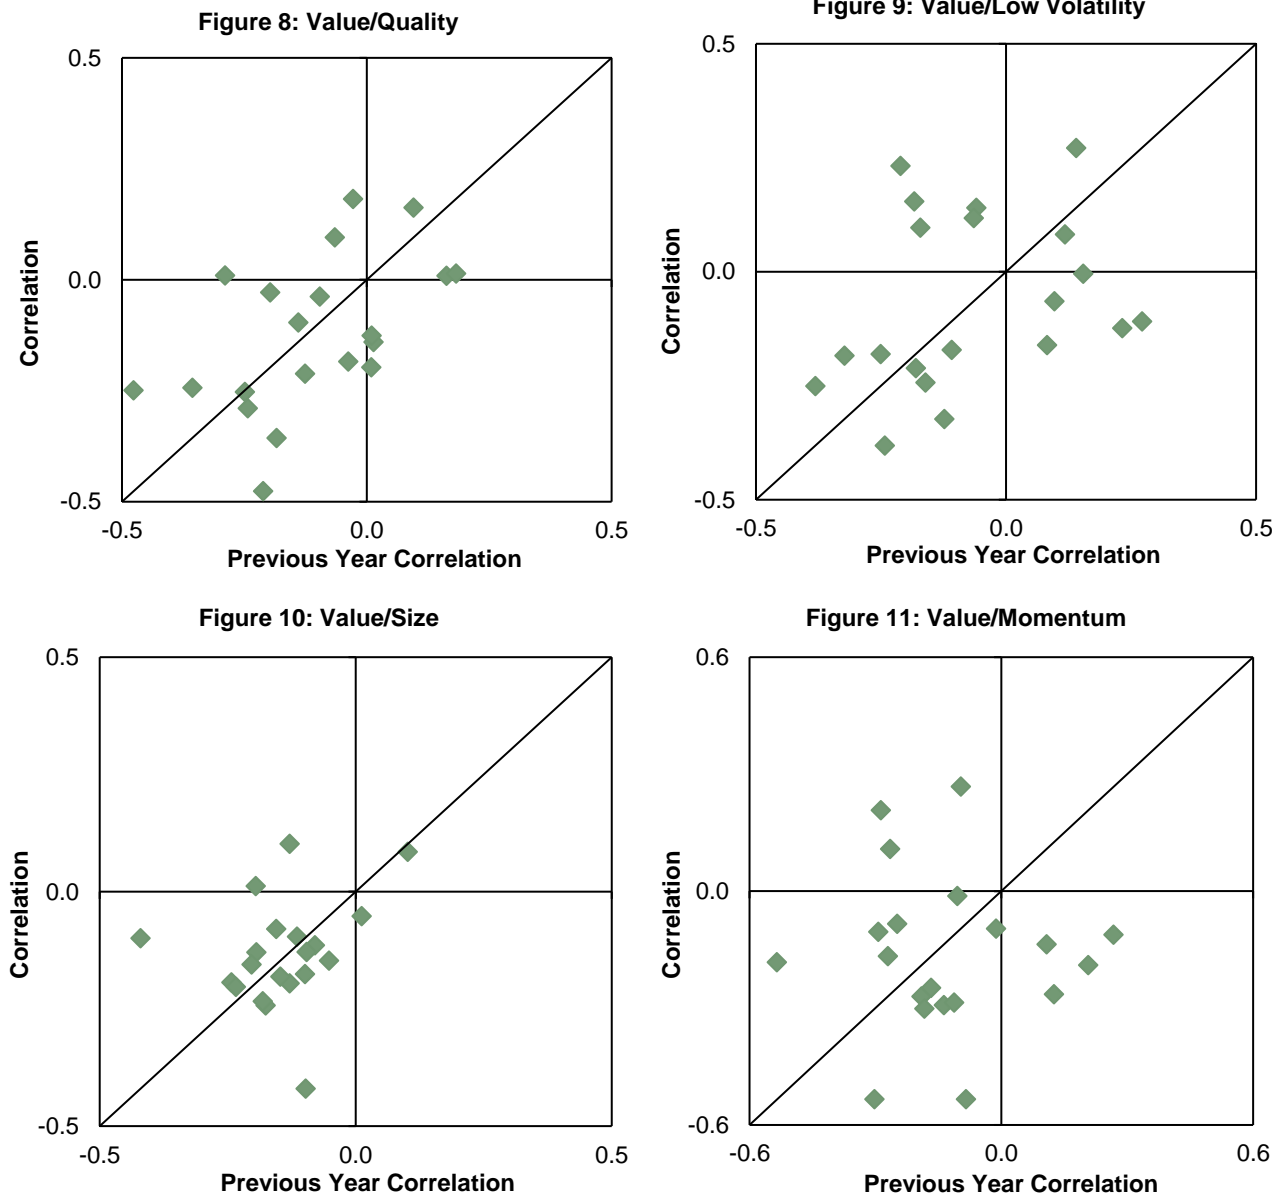 Figure 8: Value/Quality
0.5
0.0
-0.5
-0.5 0.0 0.5
Correlation
Previous Year Correlation
Figure 9: Value/Low Volatility
0.5
0.0
-0.5
-0.5 0.0 0.5
Correlation
Previous Year Correlation
Figure 10: Value/Size
0.5
0.0
-0.5
-0.5 0.0 0.5
Correlation
Previous Year Correlation
Figure 11: Value/Momentum
0.6
0.0
-0.6
-0.6 0.0 0.6
Correlation
Previous Year Correlation